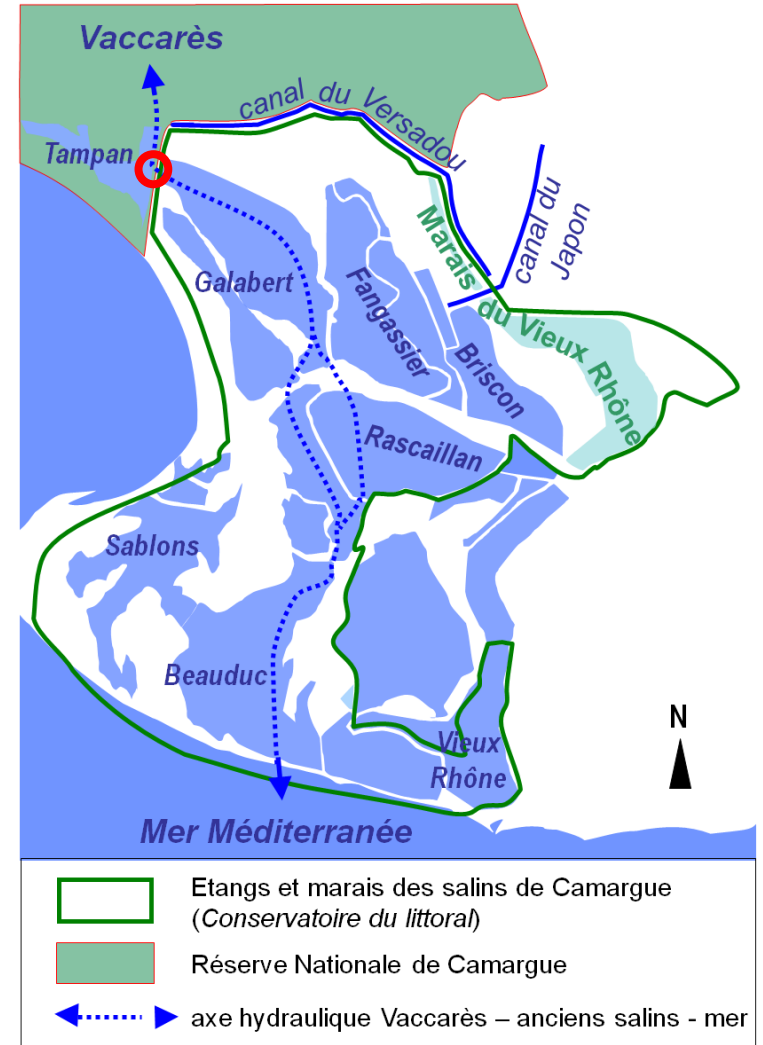 Vaccarès
canal du Versadou
Tampan
canal du
Japon
Marais du Vieux Rhône
Galabert
Fangassier
Briscon
Rascaillan
Sablons
Beauduc
Vieux
Rhône
N
Mer Méditerranée
Etangs et marais des salins de Camargue
(Conservatoire du littoral)
Réserve Nationale de Camargue
axe hydraulique Vaccarès – anciens salins - mer